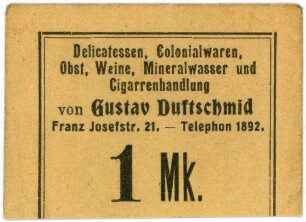 Delicatessen, Colonialwaren,
Obst, Weine, Mineralwasser und
Cigarrenhandlung
von Gustav Duftschmid
Franz Josefstr. 21. — Telephon 1892.
1 Mk.